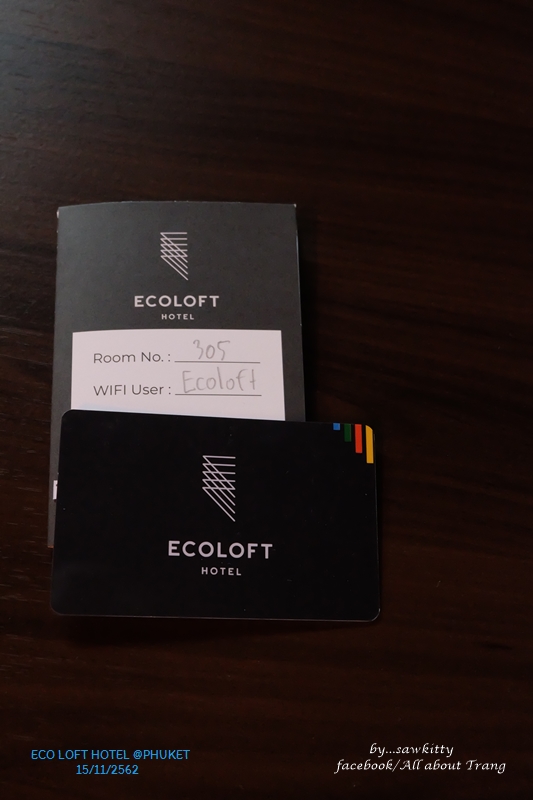 ECOLOFT
HOTEL
Room No. : 305
WIFI User : Ecoloft
ECOLOFT
HOTEL
ECO LOFT HOTEL @PHUKET
15/11/2562
by...sawkitty
facebook/All about Trang